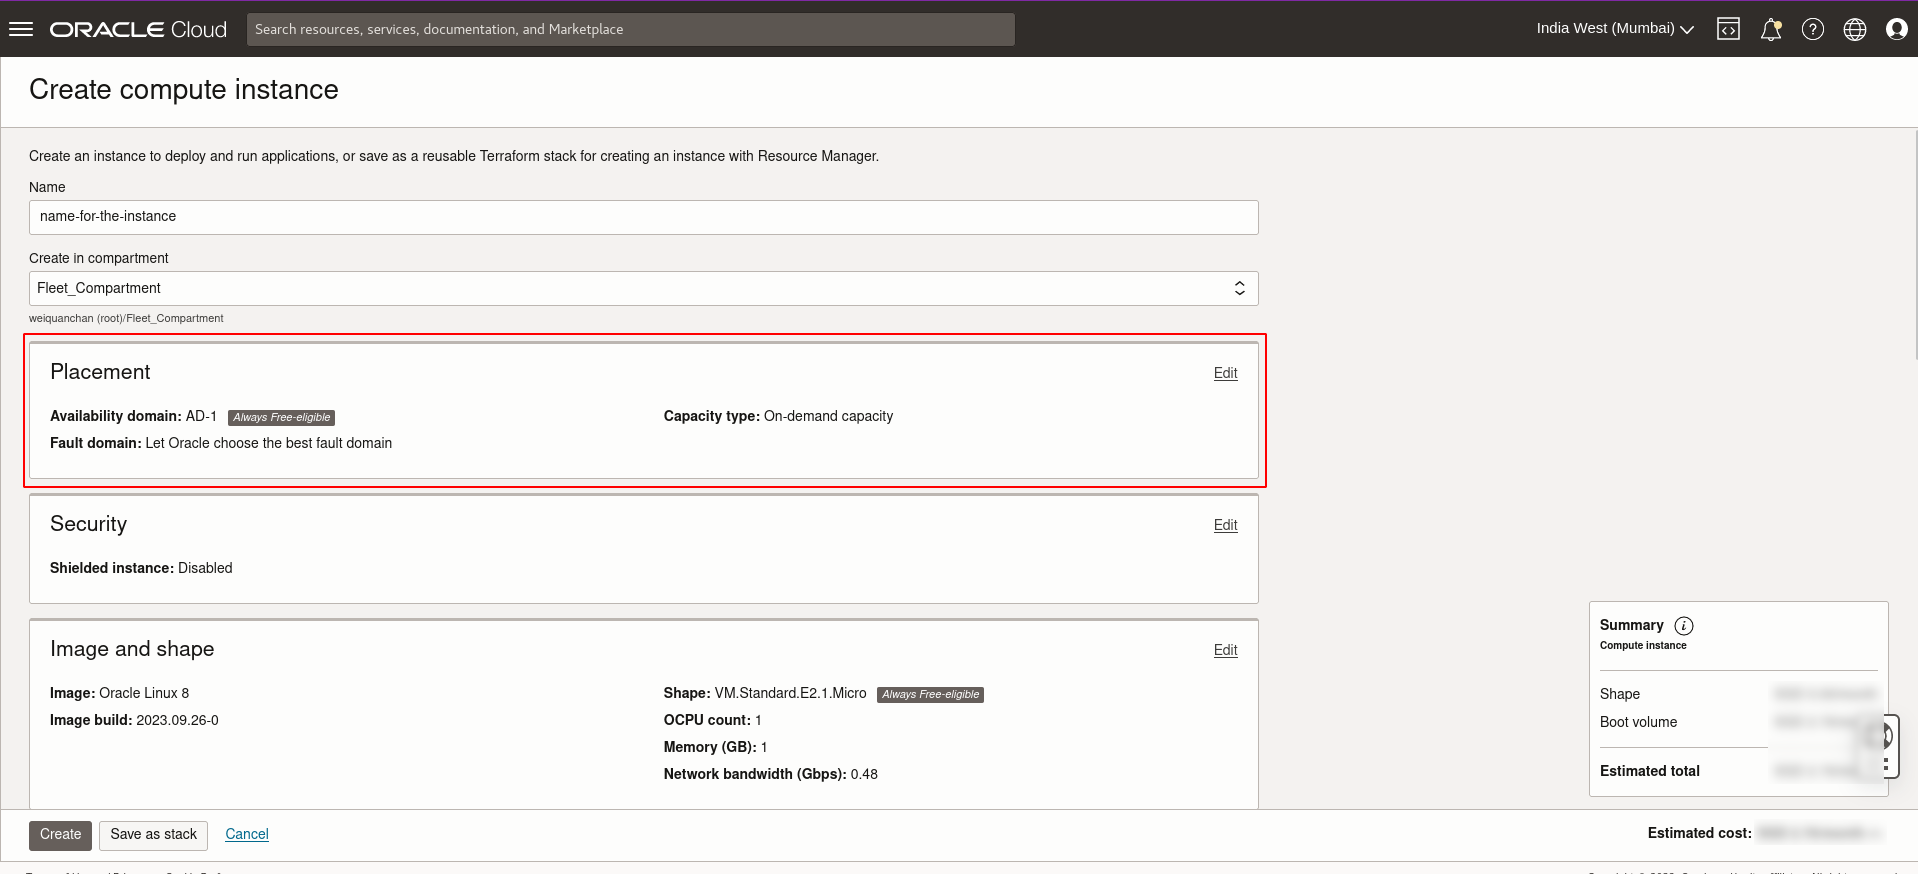 ORACLE Cloud
Search resources, services, documentation, and Marketplace
India West (Mumbai)
Create compute instance
Create an instance to deploy and run applications, or save as a reusable Terraform stack for creating an instance with Resource Manager.
Name
name-for-the-instance
Create in compartment
Fleet_Compartment
weiquanchan (root)/Fleet_Compartment
Placement
Edit
Availability domain: AD-1 Always Free-eligible
Capacity type: On-demand capacity
Fault domain: Let Oracle choose the best fault domain
Security
Edit
Shielded instance: Disabled
Image and shape
Edit
Image: Oracle Linux 8
Image build: 2023.09.26-0
Shape: VM.Standard.E2.1.Micro Always Free-eligible
OCPU count: 1
Memory (GB): 1
Network bandwidth (Gbps): 0.48
Summary
Compute instance
Shape
Boot volume
Estimated total
Create
Save as stack
Cancel
Estimated cost: